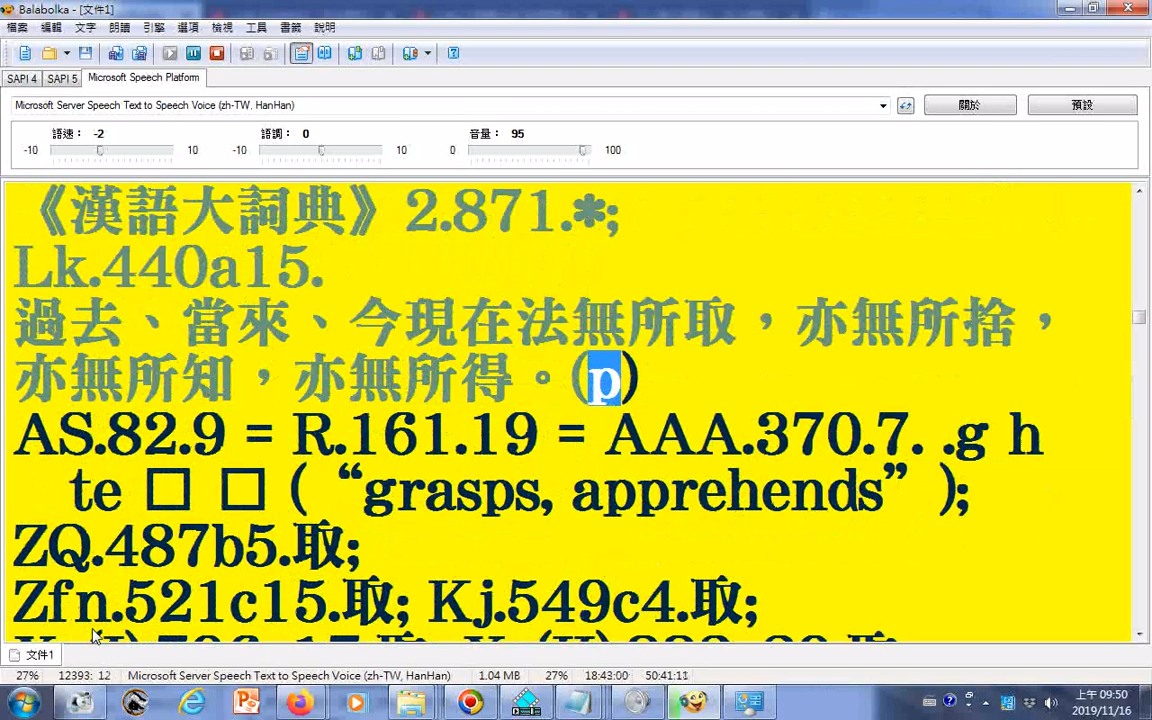 Balabolka - [文件1]
檔案 編輯 文字 朗讀 引擎 選項 檢視 工具 書籤 說明
SAPI 4 SAPI 5 Microsoft Speech Platform
Microsoft Server Speech Text to Speech Voice (zh-TW, HanHan) 關於 預設
語速： -2 語調： 0 音量： 95
-10 10 -10 10 0 100
《漢語大詞典》2.871.*;
Lk.440a15.
過去、當來、今現在法無所取，亦無所捨，
亦無所知，亦無所得。(p)
AS.82.9 = R.161.19 = AAA.370.7. .g h
te □ □ ( “grasps, apprehends” );
ZQ.487b5.取;
Zfn.521c15.取; Kj.549c4.取;
文件1
27% 12393: 12 Microsoft Server Speech Text to Speech Voice (zh-TW, HanHan) 1.04 MB 27% 18:43:00 50:41:11
上午 09:50
2019/11/16